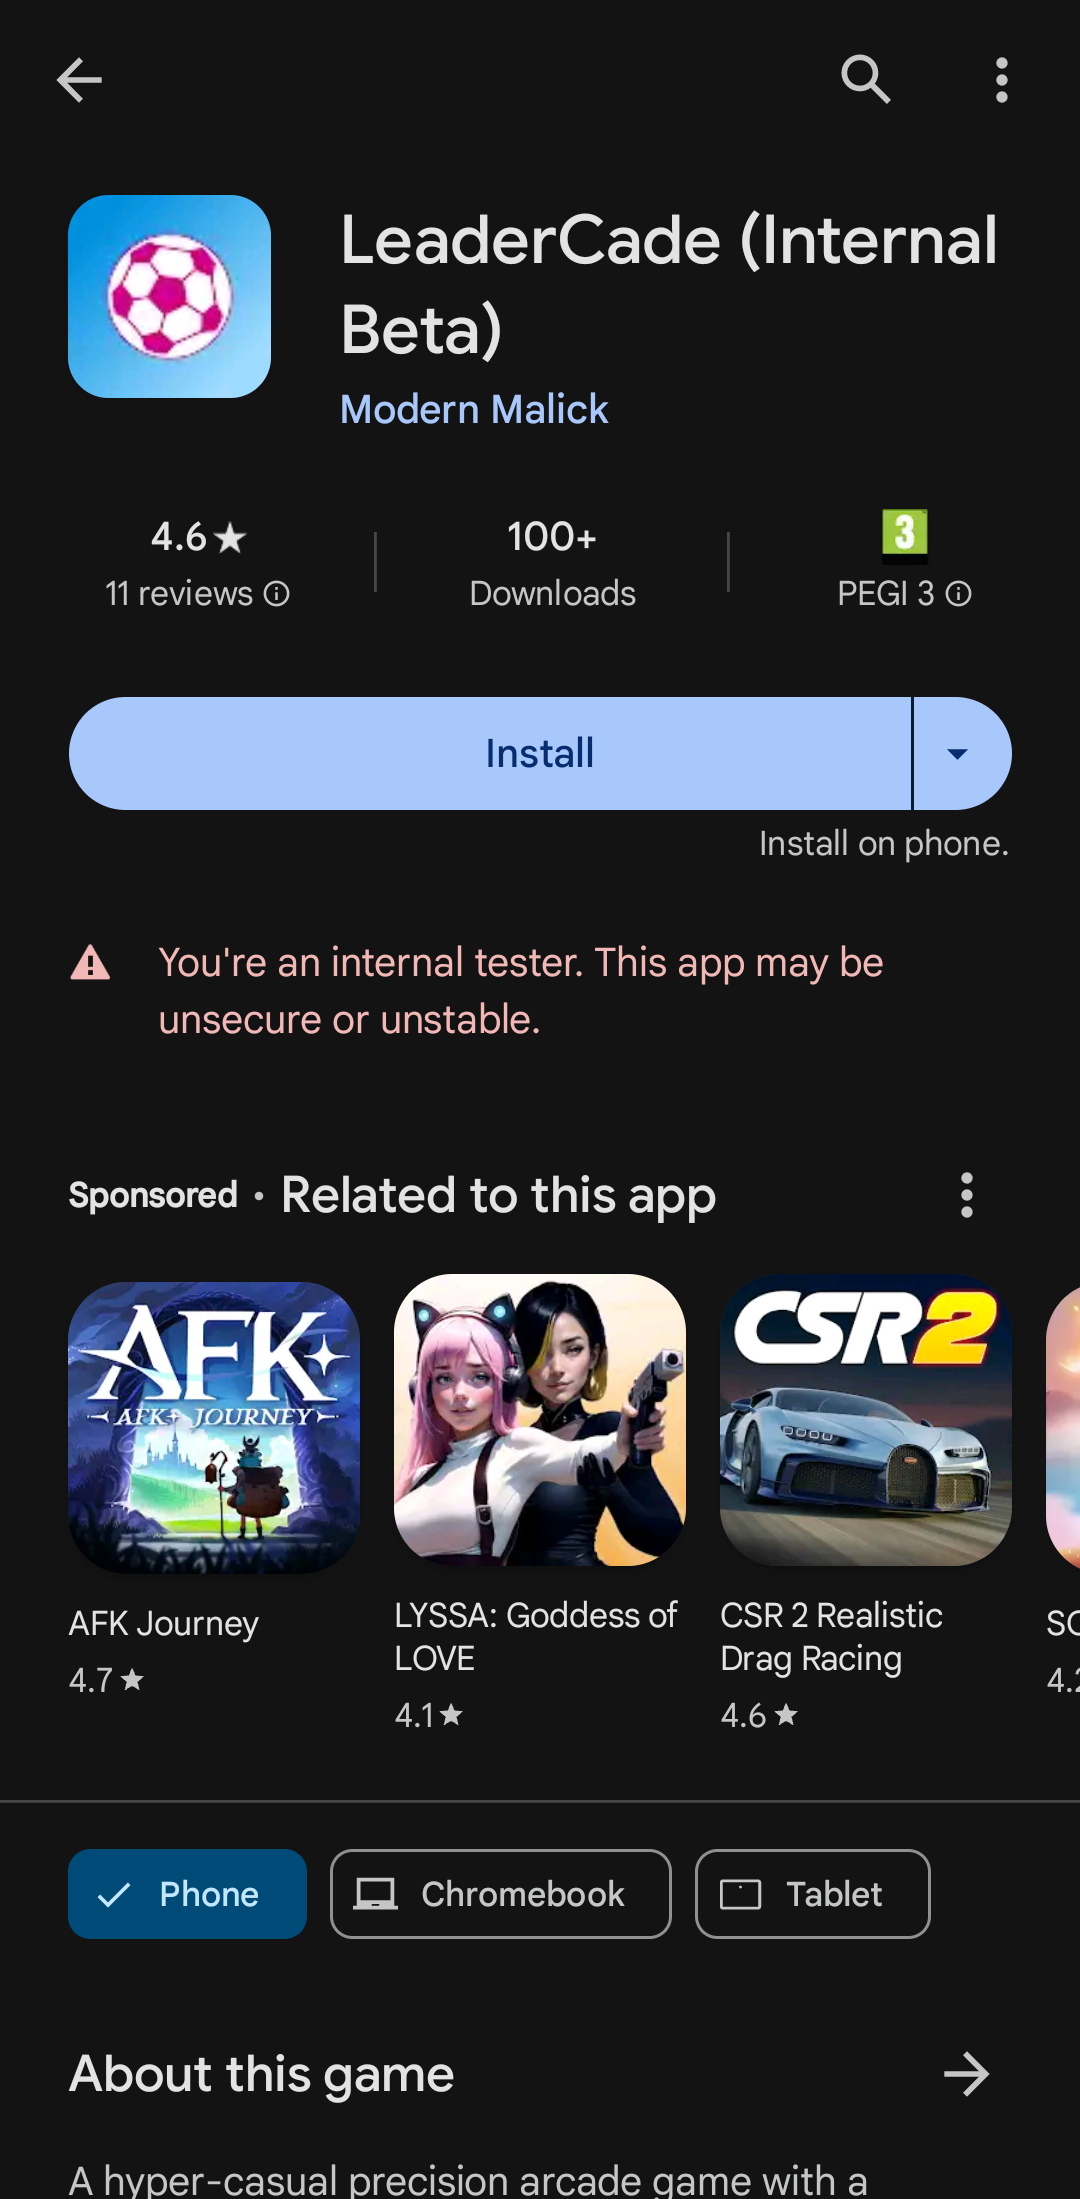 LeaderCade (Internal
Beta)
Modern Malick
4.6★
11 reviews
100+
Downloads
3
PEGI 3
Install
Install on phone.
You're an internal tester. This app may be
unsecure or unstable.
Sponsored • Related to this app
AFK
AFK JOURNEY
CSR2
AFK Journey
4.7★
LYSSA: Goddess of
LOVE
4.1★
CSR 2 Realistic
Drag Racing
4.6★
Phone
Chromebook
Tablet
About this game
A hyper-casual precision arcade game with a